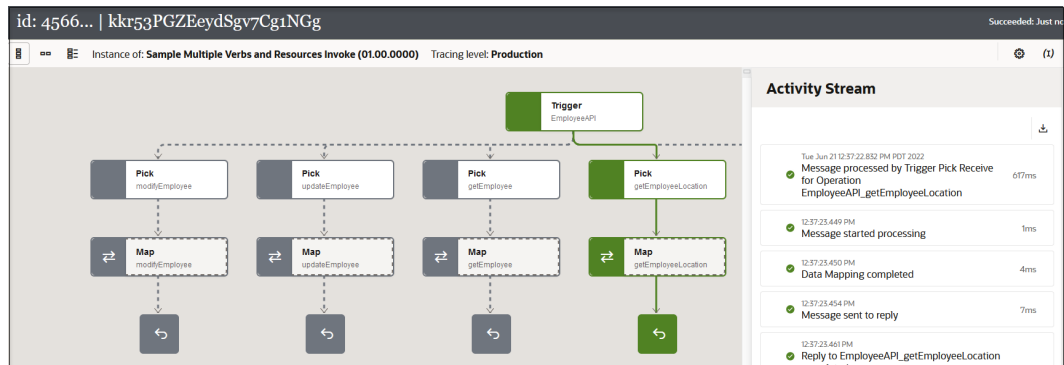 id: 4566... | kkr53PGZEeydSgv7Cg1NGg
Succeeded: Just no
Instance of: Sample Multiple Verbs and Resources Invoke (01.00.0000) Tracing level: Production
(I)
Activity Stream
Trigger
EmployeeAPI
Pick
modifyEmployee
Pick
updateEmployee
Pick
getEmployee
Pick
getEmployeeLocation
Map
modifyEmployee
Map
updateEmployee
Map
getEmployee
Map
getEmployeeLocation
Tue Jun 21 12:37:22.832 PM PDT 2022
Message processed by Trigger Pick Receive
for Operation
EmployeeAPI_getEmployeeLocation
617ms
12:37:23.449 PM
Message started processing
1ms
12:37:23.450 PM
Data Mapping completed
4ms
12:37:23.454 PM
Message sent to reply
7ms
12:37:23.461 PM
Reply to EmployeeAPI_getEmployeeLocation